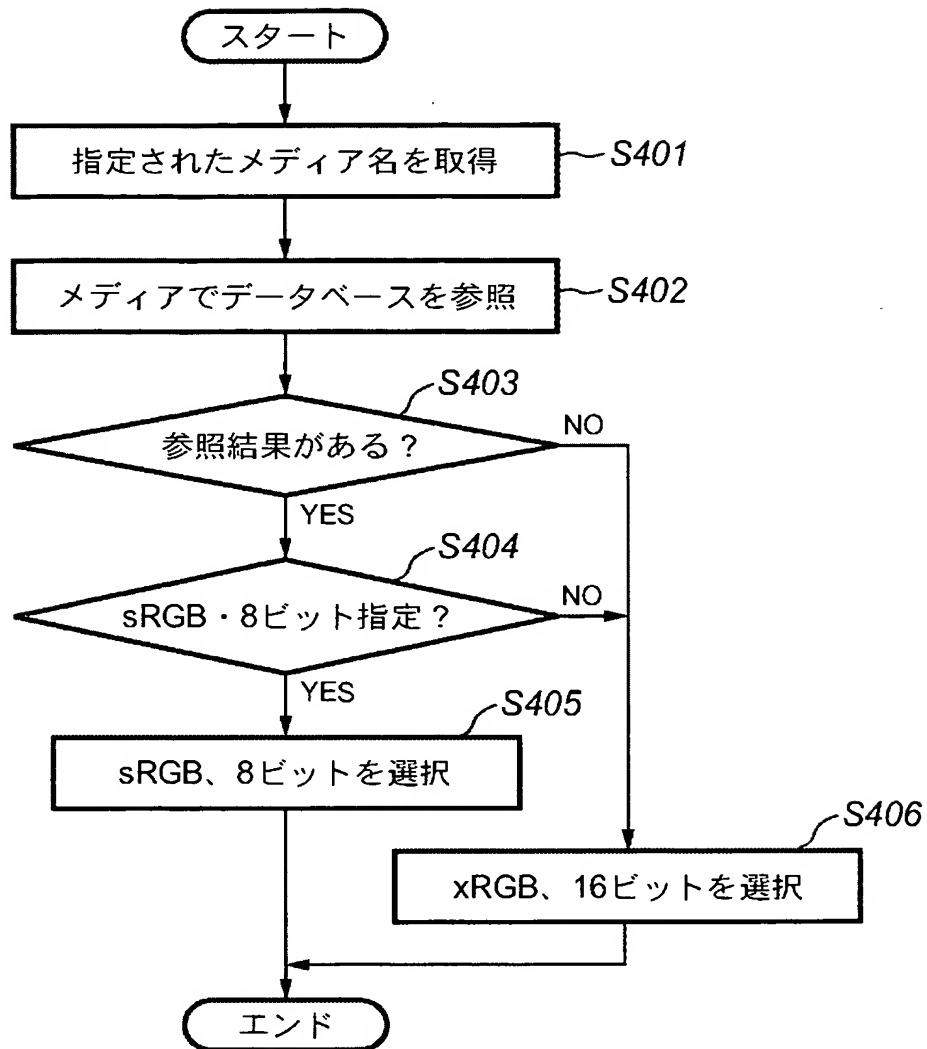 スタート
指定されたメディア名を取得
S401
メディアでデータベースを参照
S402
S403
参照結果がある?
NO
YES
S404
sRGB・8ビット指定?
NO
YES
S405
sRGB、8ビットを選択
S406
xRGB、16ビットを選択
エンド